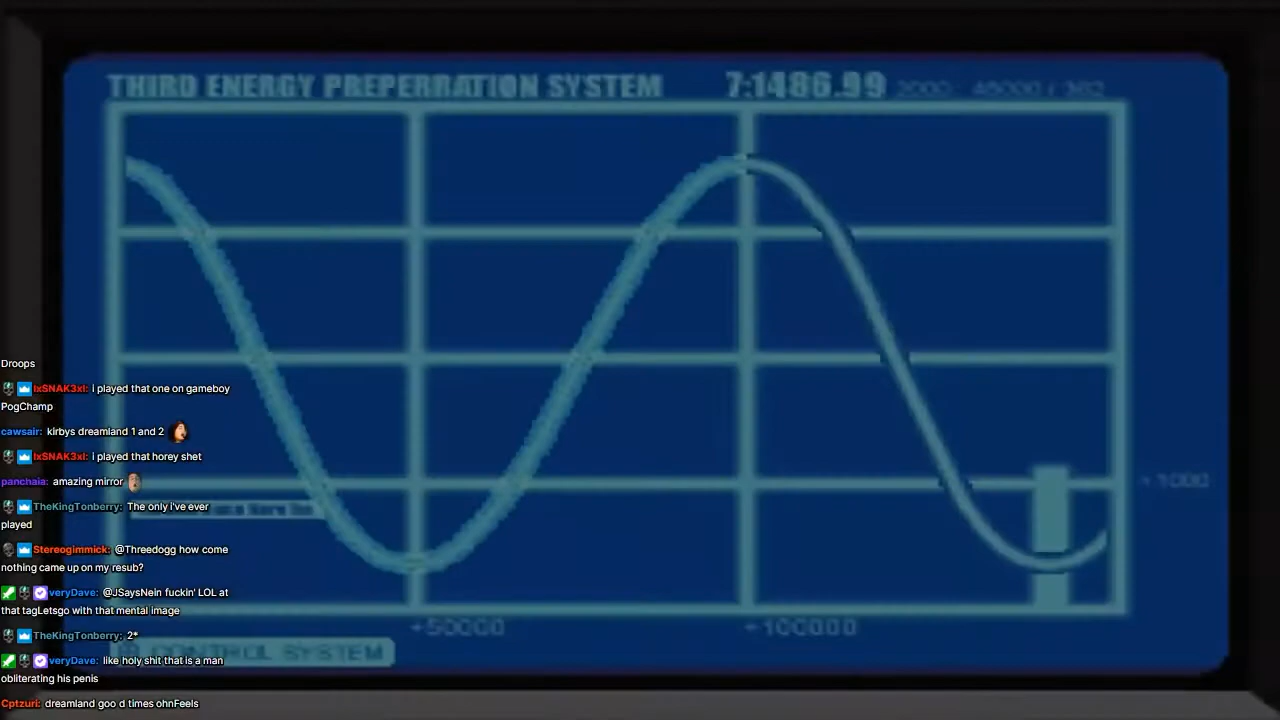 THIRD ENERGY PREPERRATION SYSTEM 7:1486.99
Droops
lxSNAK3xl: i played that one on gameboy
PogChamp
cawsair: kirbys dreamland 1 and 2
lxSNAK3xl: i played that horey shet
panchaia: amazing mirror
TheKingTonberry: The only i've ever
played
Stereogimmick: @Threedogg how come
nothing came up on my resub?
veryDave: @JSaysNein fuckin' LOL at
that tagLetsgo with that mental image
TheKingTonberry: 2*
veryDave: like holy shit that is a man
obliterating his penis
Cptzuri: dreamland goo d times ohnFeels
+1000
+50000 +100000
CONTROL SYSTEM